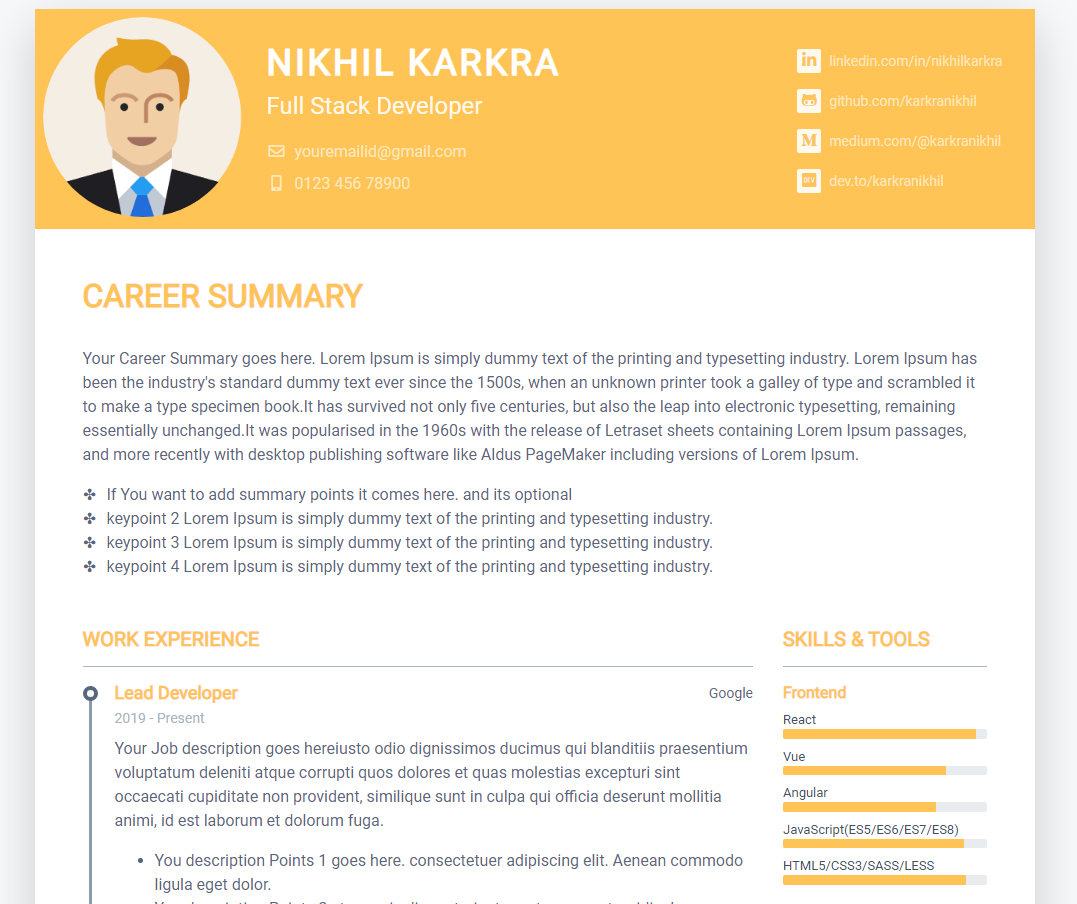 NIKHIL KARKRA
Full Stack Developer
youremailid@gmail.com
0123 456 78900
in linkedin.com/in/nikhilkarkra
github.com/karkranikhil
M medium.com/@karkranikhil
DEV dev.to/karkranikhil
CAREER SUMMARY
Your Career Summary goes here. Lorem Ipsum is simply dummy text of the printing and typesetting industry. Lorem Ipsum has
been the industry's standard dummy text ever since the 1500s, when an unknown printer took a galley of type and scrambled it
to make a type specimen book.It has survived not only five centuries, but also the leap into electronic typesetting, remaining
essentially unchanged.It was popularised in the 1960s with the release of Letraset sheets containing Lorem Ipsum passages,
and more recently with desktop publishing software like Aldus PageMaker including versions of Lorem Ipsum.
If You want to add summary points it comes here. and its optional
keypoint 2 Lorem Ipsum is simply dummy text of the printing and typesetting industry.
keypoint 3 Lorem Ipsum is simply dummy text of the printing and typesetting industry.
keypoint 4 Lorem Ipsum is simply dummy text of the printing and typesetting industry.
WORK EXPERIENCE
Lead Developer
Google
2019 - Present
Your Job description goes hereiusto odio dignissimos ducimus qui blanditiis praesentium
voluptatum deleniti atque corrupti quos dolores et quas molestias excepturi sint
occaecati cupiditate non provident, similique sunt in culpa qui officia deserunt mollitia
animi, id est laborum et dolorum fuga.
You description Points 1 goes here. consectetuer adipiscing elit. Aenean commodo
ligula eget dolor.
SKILLS & TOOLS
Frontend
React
Vue
Angular
JavaScript(ES5/ES6/ES7/ES8)
HTML5/CSS3/SASS/LESS